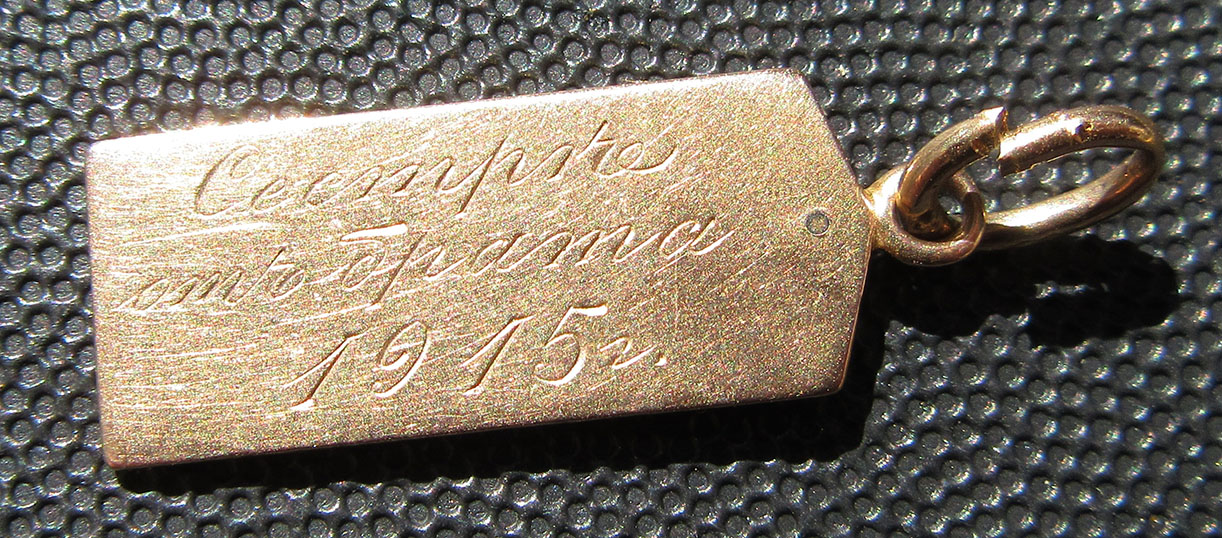 Сестрѣ
отъ брата
1915 г.